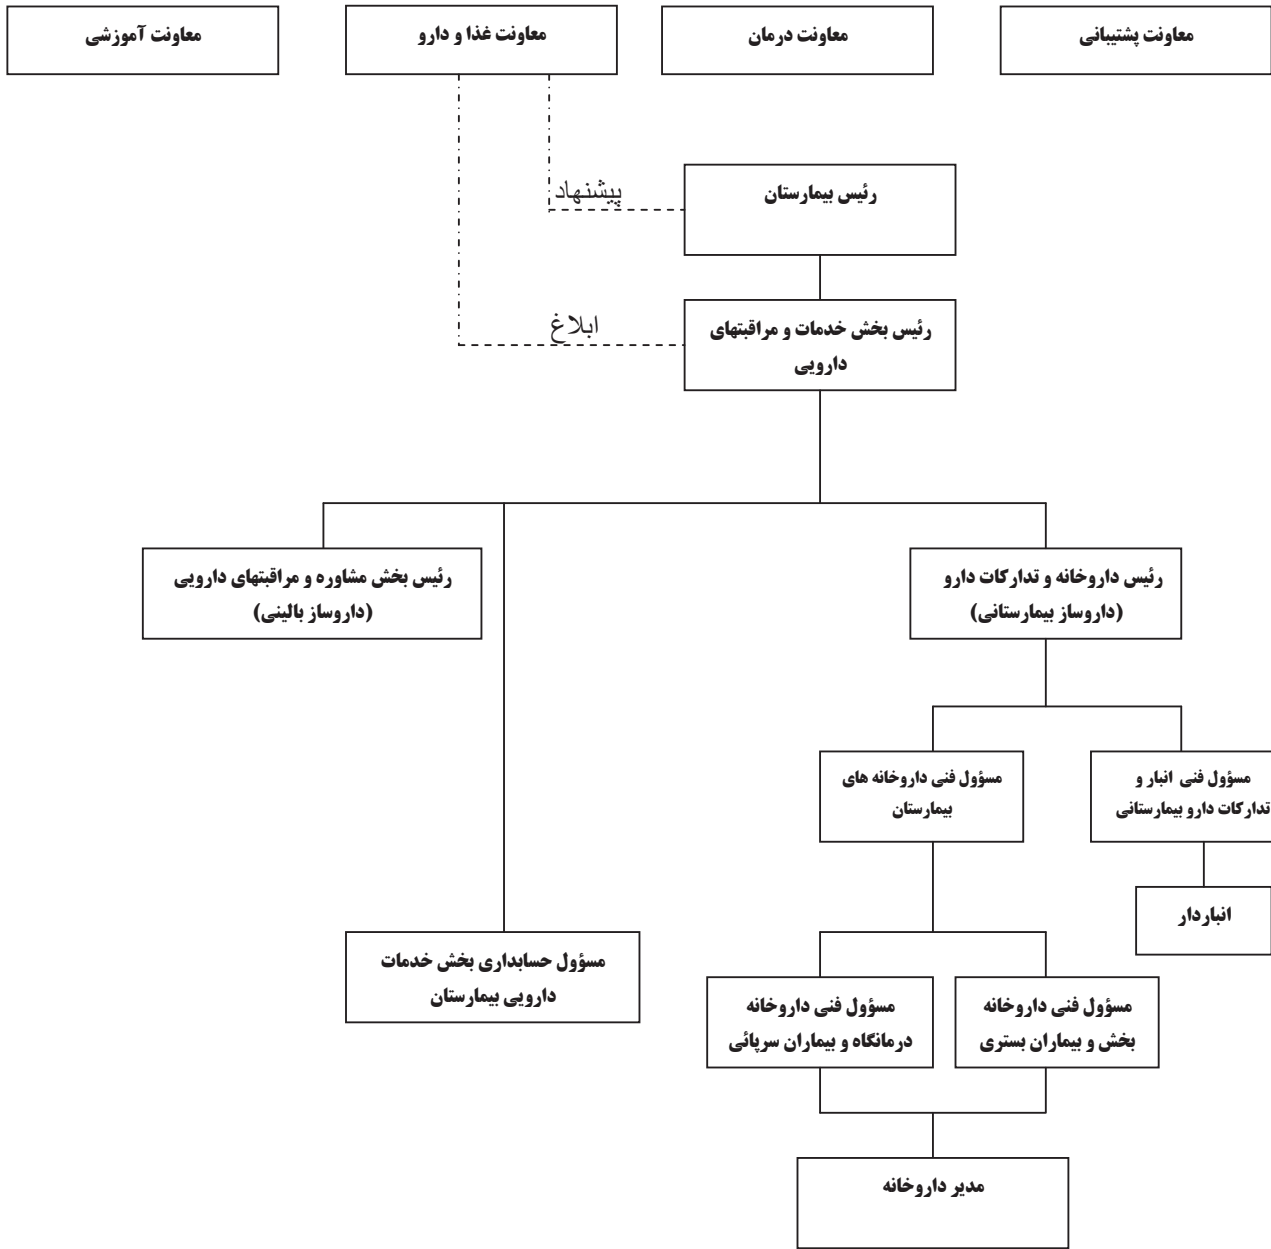 معاونت پشتیبانی
معاونت درمان
معاونت غذا و دارو
معاونت آموزشی
رئیس بیمارستان
پیشنهاد
رئیس بخش خدمات و مراقبتهای
دارویی
ابلاغ
رئیس داروخانه و تدارکات دارو
(داروساز بیمارستانی)
رئیس بخش مشاوره و مراقبتهای دارویی
(داروساز بالینی)
مسؤول فنی انبار و
تدارکات دارو بیمارستانی
مسؤول فنی داروخانه های
بیمارستان
انباردار
مسؤول حسابداری بخش خدمات
دارویی بیمارستان
مسؤول فنی داروخانه
بخش و بیماران بستری
مسؤول فنی داروخانه
درمانگاه و بیماران سرپائی
مدیر داروخانه